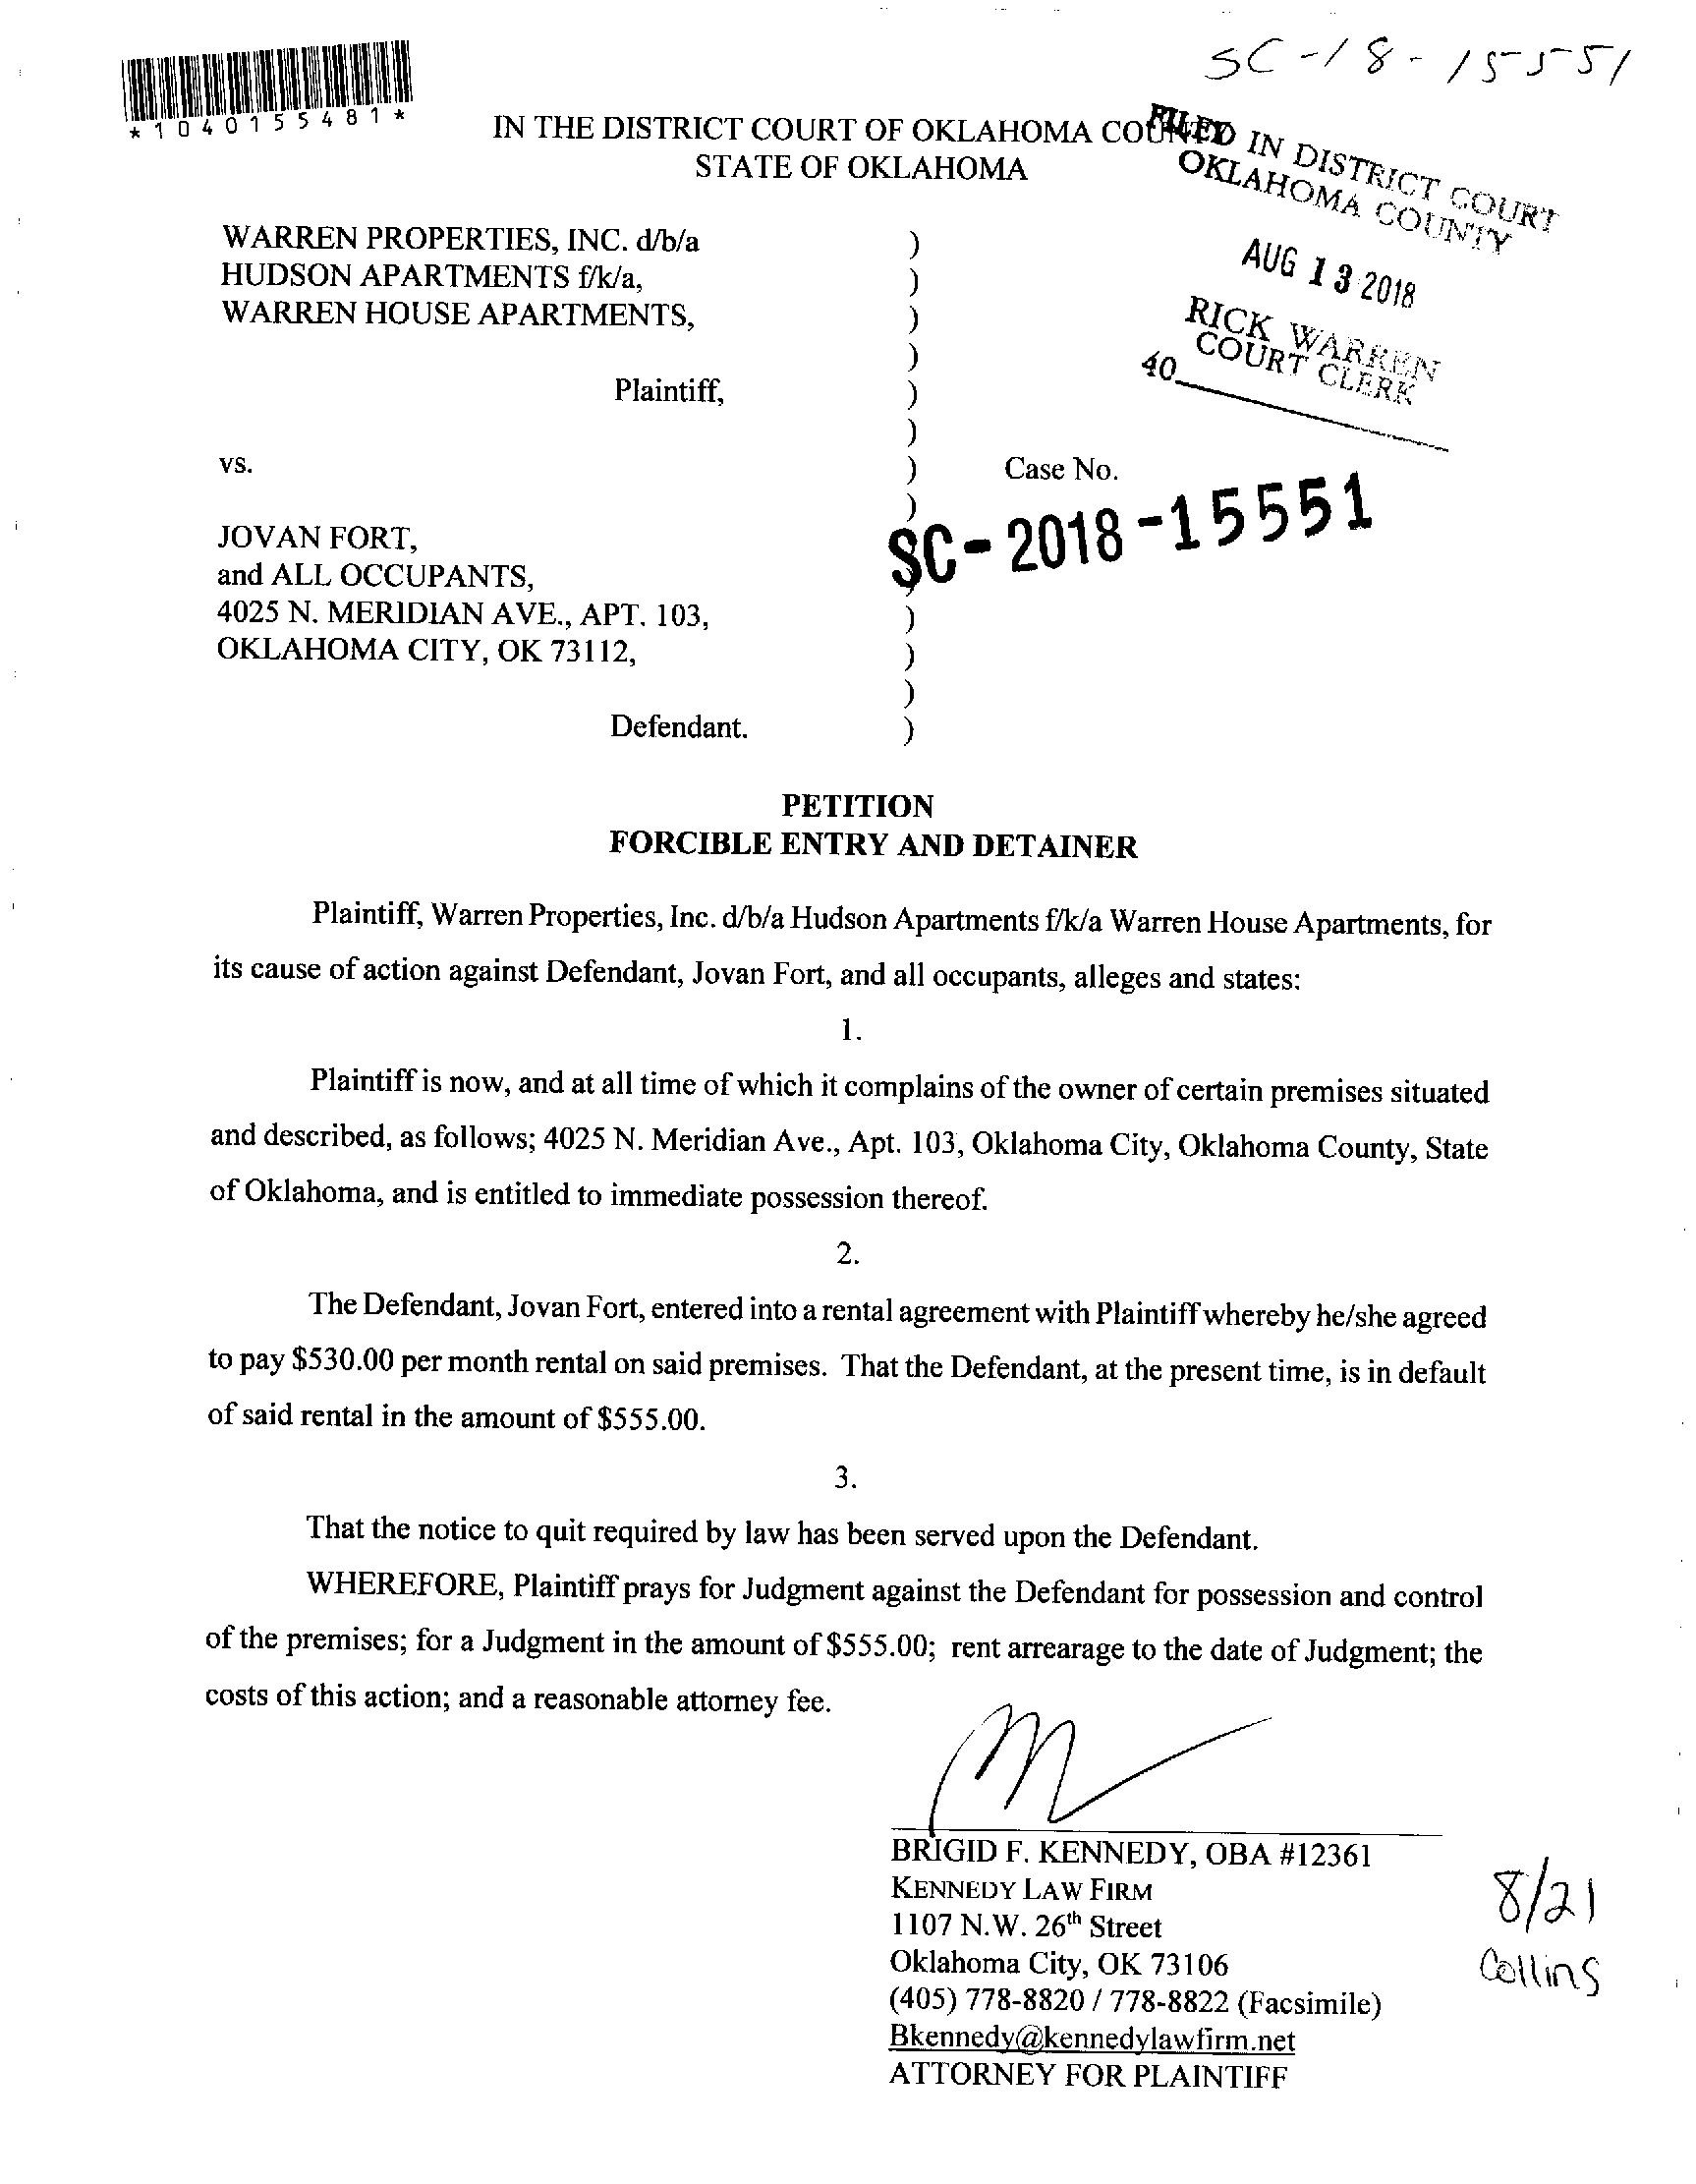 SC-18-15551
*1040155481*
IN THE DISTRICT COURT OF OKLAHOMA COUNTY
STATE OF OKLAHOMA
FILED IN DISTRICT COURT
OKLAHOMA COUNTY
AUG 13 2018
RICK WARREN
COURT CLERK
40
WARREN PROPERTIES, INC. d/b/a )
HUDSON APARTMENTS f/k/a, )
WARREN HOUSE APARTMENTS, )
)
Plaintiff, )
)
vs. ) Case No.
)
SC-2018-15551
JOVAN FORT,
and ALL OCCUPANTS, )
4025 N. MERIDIAN AVE., APT. 103, )
OKLAHOMA CITY, OK 73112, )
)
Defendant. )
PETITION
FORCIBLE ENTRY AND DETAINER
Plaintiff, Warren Properties, Inc. d/b/a Hudson Apartments f/k/a Warren House Apartments, for
its cause of action against Defendant, Jovan Fort, and all occupants, alleges and states:
1.
Plaintiff is now, and at all time of which it complains of the owner of certain premises situated
and described, as follows; 4025 N. Meridian Ave., Apt. 103, Oklahoma City, Oklahoma County, State
of Oklahoma, and is entitled to immediate possession thereof.
2.
The Defendant, Jovan Fort, entered into a rental agreement with Plaintiff whereby he/she agreed
to pay $530.00 per month rental on said premises. That the Defendant, at the present time, is in default
of said rental in the amount of $555.00.
3.
That the notice to quit required by law has been served upon the Defendant.
WHEREFORE, Plaintiff prays for Judgment against the Defendant for possession and control
of the premises; for a Judgment in the amount of $555.00; rent arrearage to the date of Judgment; the
costs of this action; and a reasonable attorney fee.
BRIGID F. KENNEDY, OBA #12361
KENNEDY LAW FIRM
1107 N.W. 26th Street
Oklahoma City, OK 73106
(405) 778-8820 / 778-8822 (Facsimile)
Bkennedy@kennedylawfirm.net
ATTORNEY FOR PLAINTIFF
8/21
Collins